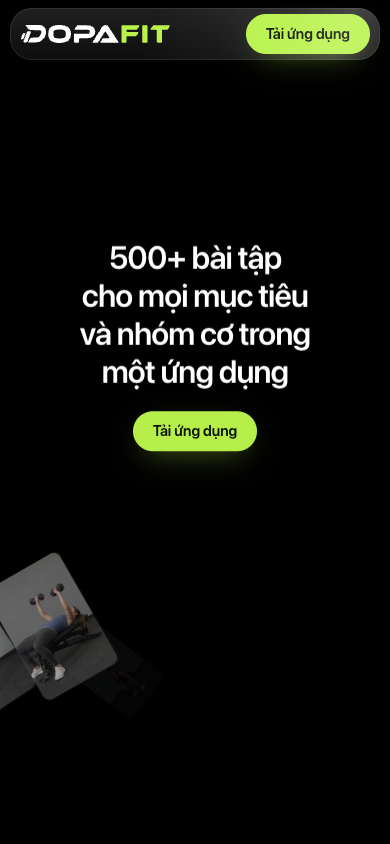 DOPAFIT
Tải ứng dụng
500+ bài tập
cho mọi mục tiêu
và nhóm cơ trong
một ứng dụng
Tải ứng dụng